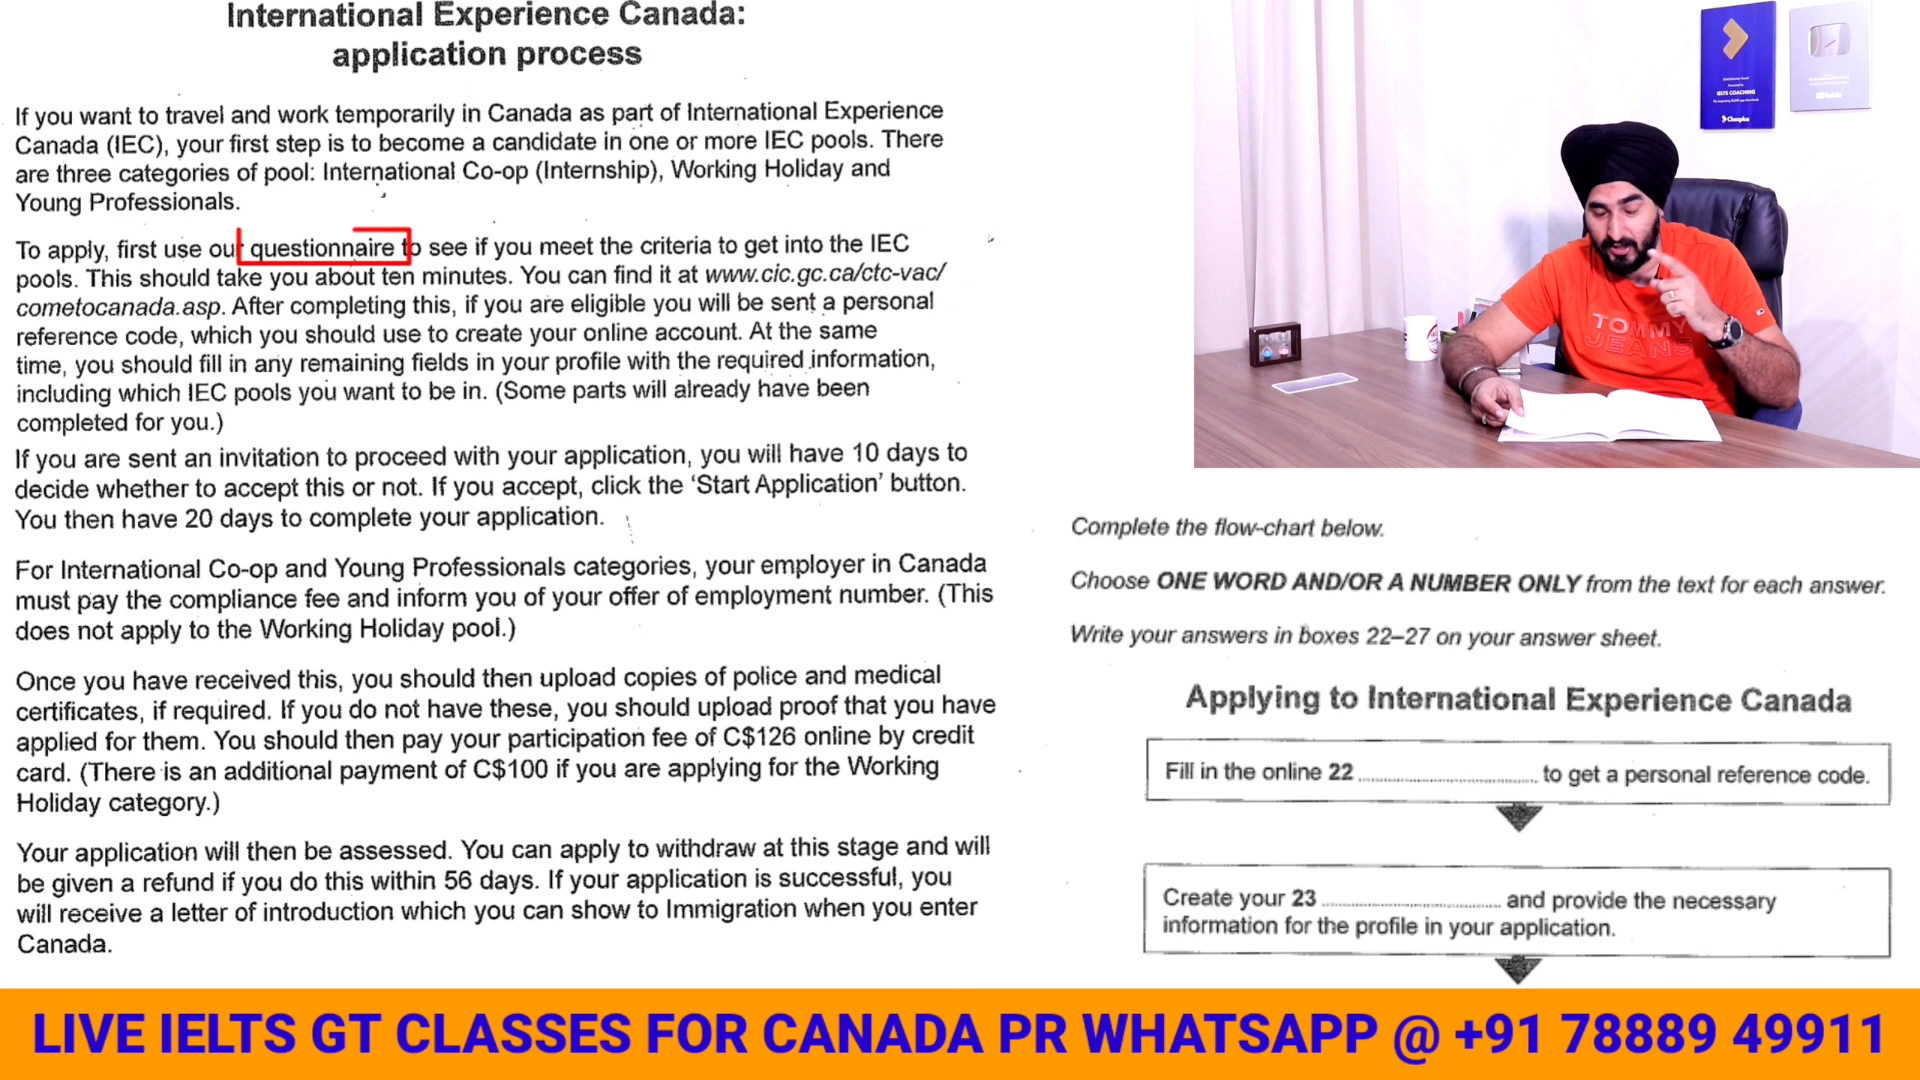 International Experience Canada:
application process
If you want to travel and work temporarily in Canada as part of International Experience
Canada (IEC), your first step is to become a candidate in one or more IEC pools. There
are three categories of pool: International Co-op (Internship), Working Holiday and
Young Professionals.
To apply, first use our questionnaire to see if you meet the criteria to get into the IEC
pools. This should take you about ten minutes. You can find it at www.cic.gc.ca/ctc-vac/
cometocanada.asp. After completing this, if you are eligible you will be sent a personal
reference code, which you should use to create your online account. At the same
time, you should fill in any remaining fields in your profile with the required information,
including which IEC pools you want to be in. (Some parts will already have been
completed for you.)
If you are sent an invitation to proceed with your application, you will have 10 days to
decide whether to accept this or not. If you accept, click the ‘Start Application’ button.
You then have 20 days to complete your application.
For International Co-op and Young Professionals categories, your employer in Canada
must pay the compliance fee and inform you of your offer of employment number. (This
does not apply to the Working Holiday pool.)
Once you have received this, you should then upload copies of police and medical
certificates, if required. If you do not have these, you should upload proof that you have
applied for them. You should then pay your participation fee of C$126 online by credit
card. (There is an additional payment of C$100 if you are applying for the Working
Holiday category.)
Your application will then be assessed. You can apply to withdraw at this stage and will
be given a refund if you do this within 56 days. If your application is successful, you
will receive a letter of introduction which you can show to Immigration when you enter
Canada.
IELTS COACHING
Classplus
YouTube
TOMMY
JEANS
Complete the flow-chart below.
Choose ONE WORD AND/OR A NUMBER ONLY from the text for each answer.
Write your answers in boxes 22–27 on your answer sheet.
Applying to International Experience Canada
Fill in the online 22 .................................... to get a personal reference code.
Create your 23 .................................... and provide the necessary
information for the profile in your application.
LIVE IELTS GT CLASSES FOR CANADA PR WHATSAPP @ +91 78889 49911